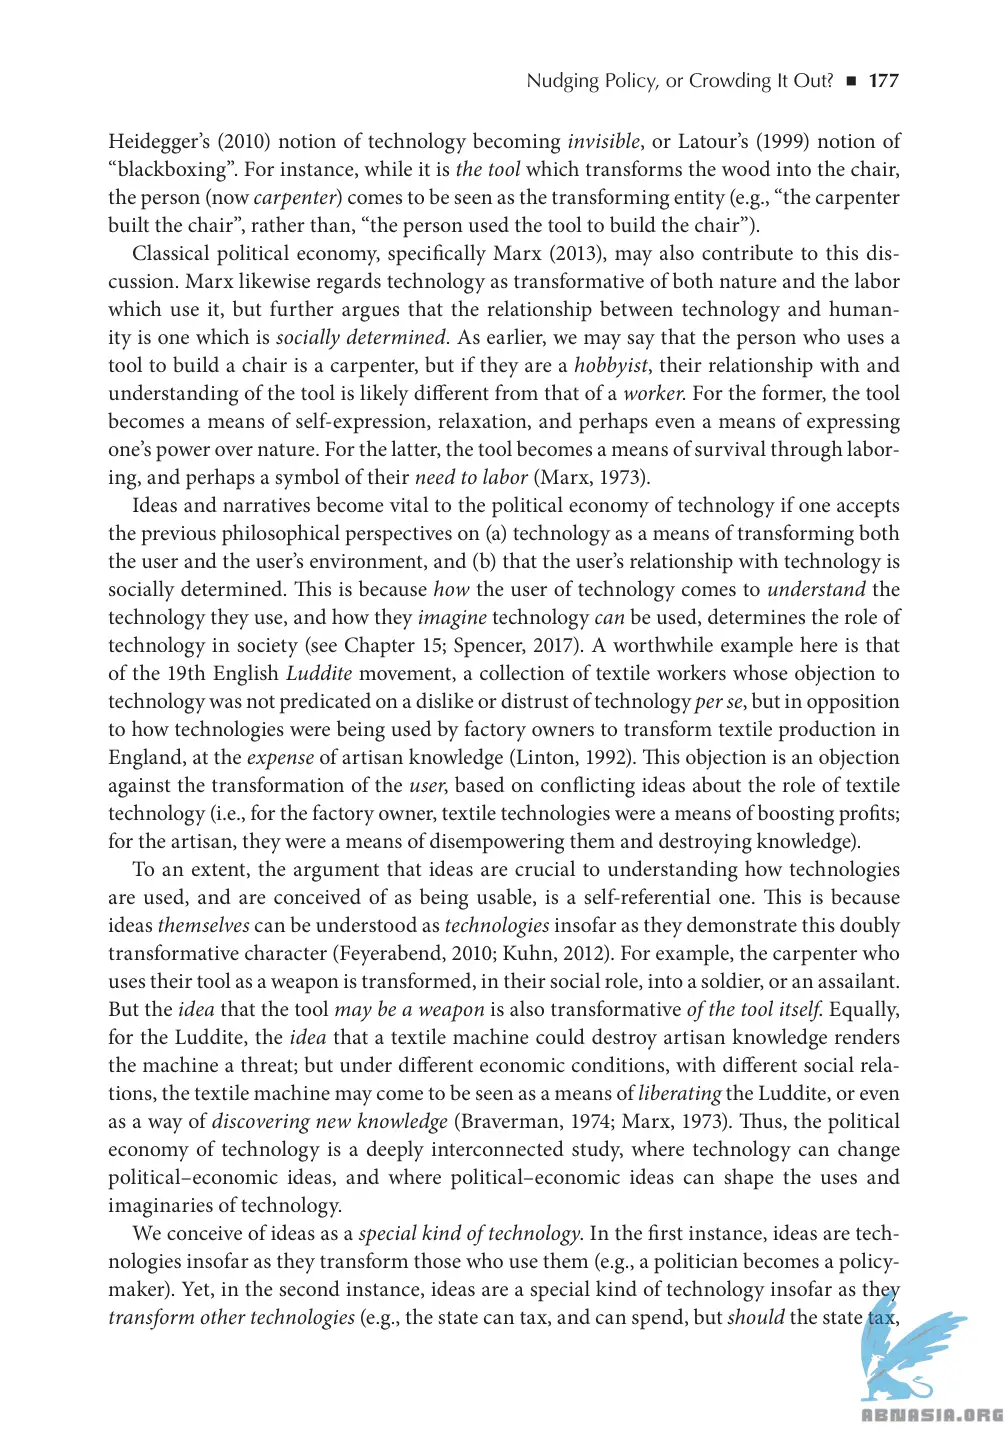 Nudging Policy, or Crowding It Out? ■ 177
Heidegger’s (2010) notion of technology becoming invisible, or Latour’s (1999) notion of
“blackboxing”. For instance, while it is the tool which transforms the wood into the chair,
the person (now carpenter) comes to be seen as the transforming entity (e.g., “the carpenter
built the chair”, rather than, “the person used the tool to build the chair”).
Classical political economy, specifically Marx (2013), may also contribute to this dis-
cussion. Marx likewise regards technology as transformative of both nature and the labor
which use it, but further argues that the relationship between technology and human-
ity is one which is socially determined. As earlier, we may say that the person who uses a
tool to build a chair is a carpenter, but if they are a hobbyist, their relationship with and
understanding of the tool is likely different from that of a worker. For the former, the tool
becomes a means of self-expression, relaxation, and perhaps even a means of expressing
one’s power over nature. For the latter, the tool becomes a means of survival through labor-
ing, and perhaps a symbol of their need to labor (Marx, 1973).
Ideas and narratives become vital to the political economy of technology if one accepts
the previous philosophical perspectives on (a) technology as a means of transforming both
the user and the user’s environment, and (b) that the user’s relationship with technology is
socially determined. This is because how the user of technology comes to understand the
technology they use, and how they imagine technology can be used, determines the role of
technology in society (see Chapter 15; Spencer, 2017). A worthwhile example here is that
of the 19th English Luddite movement, a collection of textile workers whose objection to
technology was not predicated on a dislike or distrust of technology per se, but in opposition
to how technologies were being used by factory owners to transform textile production in
England, at the expense of artisan knowledge (Linton, 1992). This objection is an objection
against the transformation of the user, based on conflicting ideas about the role of textile
technology (i.e., for the factory owner, textile technologies were a means of boosting profits;
for the artisan, they were a means of disempowering them and destroying knowledge).
To an extent, the argument that ideas are crucial to understanding how technologies
are used, and are conceived of as being usable, is a self-referential one. This is because
ideas themselves can be understood as technologies insofar as they demonstrate this doubly
transformative character (Feyerabend, 2010; Kuhn, 2012). For example, the carpenter who
uses their tool as a weapon is transformed, in their social role, into a soldier, or an assailant.
But the idea that the tool may be a weapon is also transformative of the tool itself. Equally,
for the Luddite, the idea that a textile machine could destroy artisan knowledge renders
the machine a threat; but under different economic conditions, with different social rela-
tions, the textile machine may come to be seen as a means of liberating the Luddite, or even
as a way of discovering new knowledge (Braverman, 1974; Marx, 1973). Thus, the political
economy of technology is a deeply interconnected study, where technology can change
political–economic ideas, and where political–economic ideas can shape the uses and
imaginaries of technology.
We conceive of ideas as a special kind of technology. In the first instance, ideas are tech-
nologies insofar as they transform those who use them (e.g., a politician becomes a policy-
maker). Yet, in the second instance, ideas are a special kind of technology insofar as they
transform other technologies (e.g., the state can tax, and can spend, but should the state tax,
ABNASIA.ORG